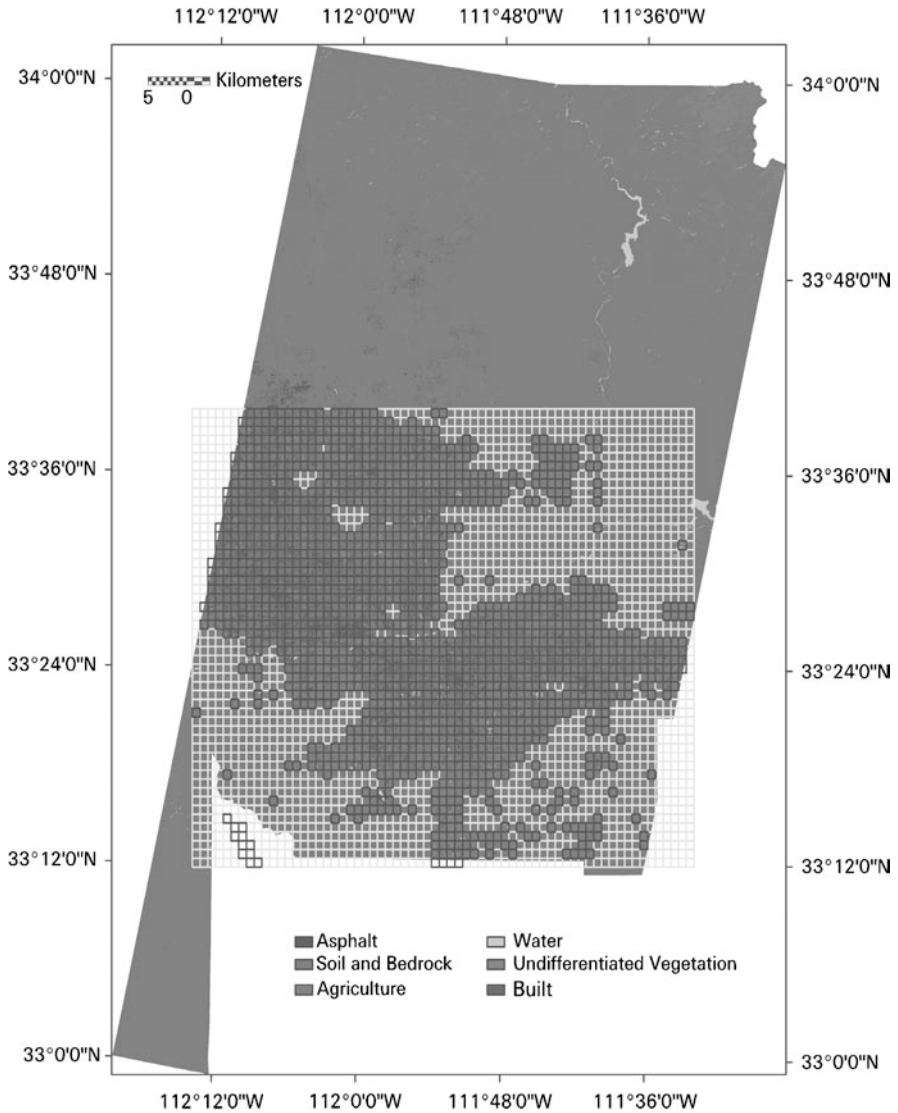 112°12'0"W 112°0'0"W 111°48'0"W 111°36'0"W
34°0'0"N 34°0'0"N
Kilometers
5 0
33°48'0"N 33°48'0"N
33°36'0"N 33°36'0"N
33°24'0"N 33°24'0"N
33°12'0"N 33°12'0"N
Asphalt Water
Soil and Bedrock Undifferentiated Vegetation
Agriculture Built
33°0'0"N 33°0'0"N
112°12'0"W 112°0'0"W 111°48'0"W 111°36'0"W